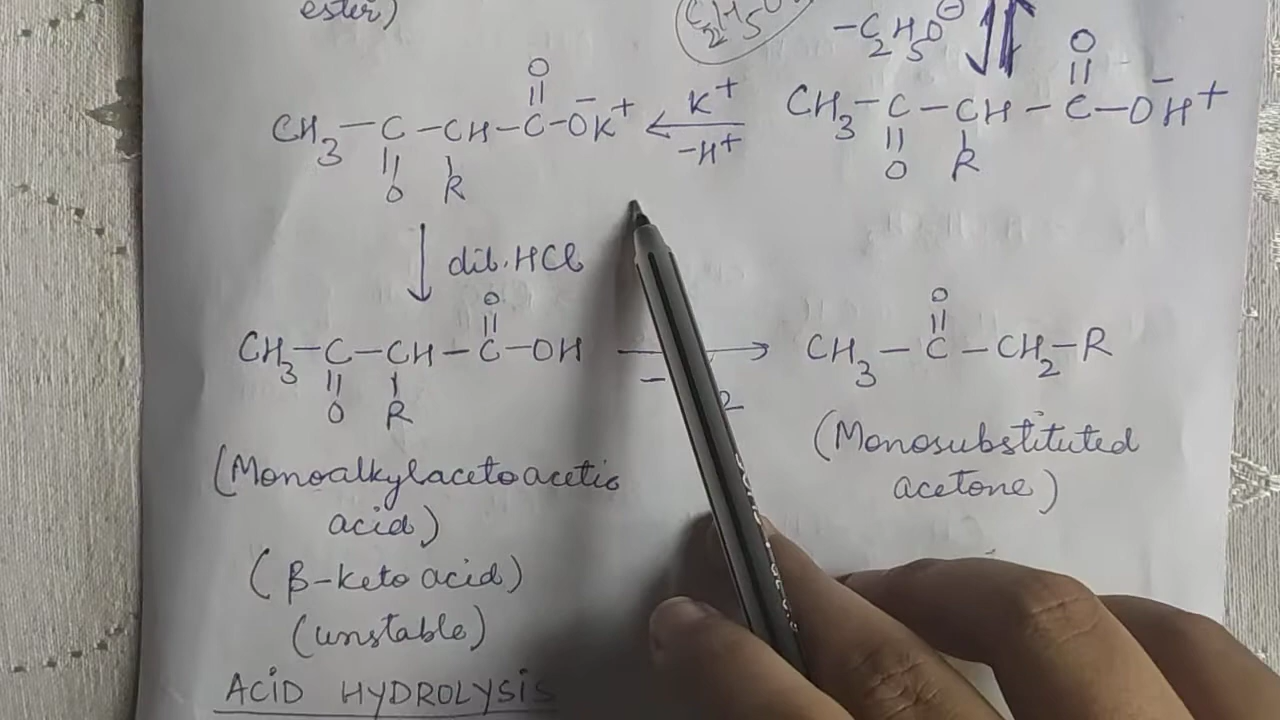 ester)
-C2H5O⊖
CH3-C-CH-C-OK
O
O
R
- +
K+
-H+
CH3-C-CH-C-OH+
O
O
R
-
dil. HCl
CH3-C-CH-C-OH
O
O
R
CH3-C-CH2-R
O
(Monoalkylacetoacetic
acid)
(β-keto acid)
(unstable)
(Monosubstituted
acetone)
ACID HYDROLYSIS